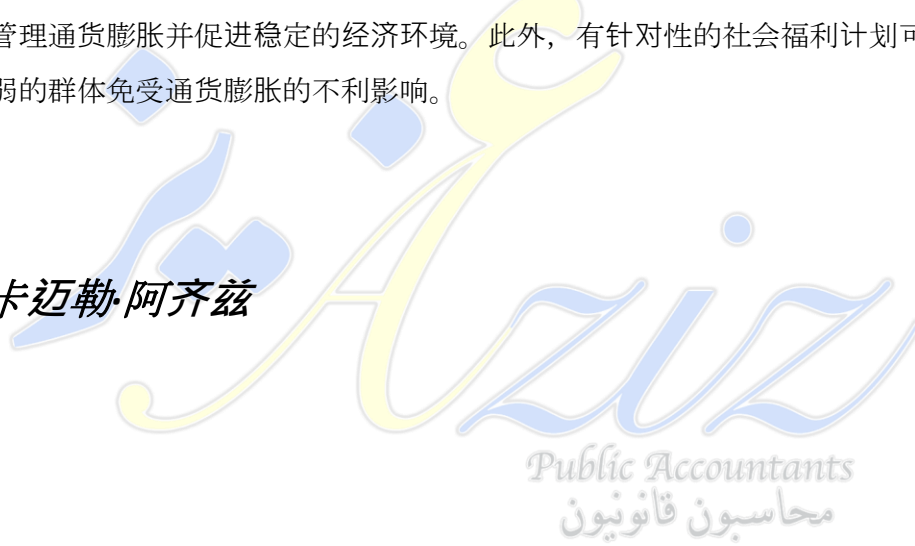 管理通货膨胀并促进稳定的经济环境。此外，有针对性的社会福利计划可
弱的群体免受通货膨胀的不利影响。
卡迈勒·阿齐兹
عزيز
Aziz
Public Accountants
محاسبون قانونيون